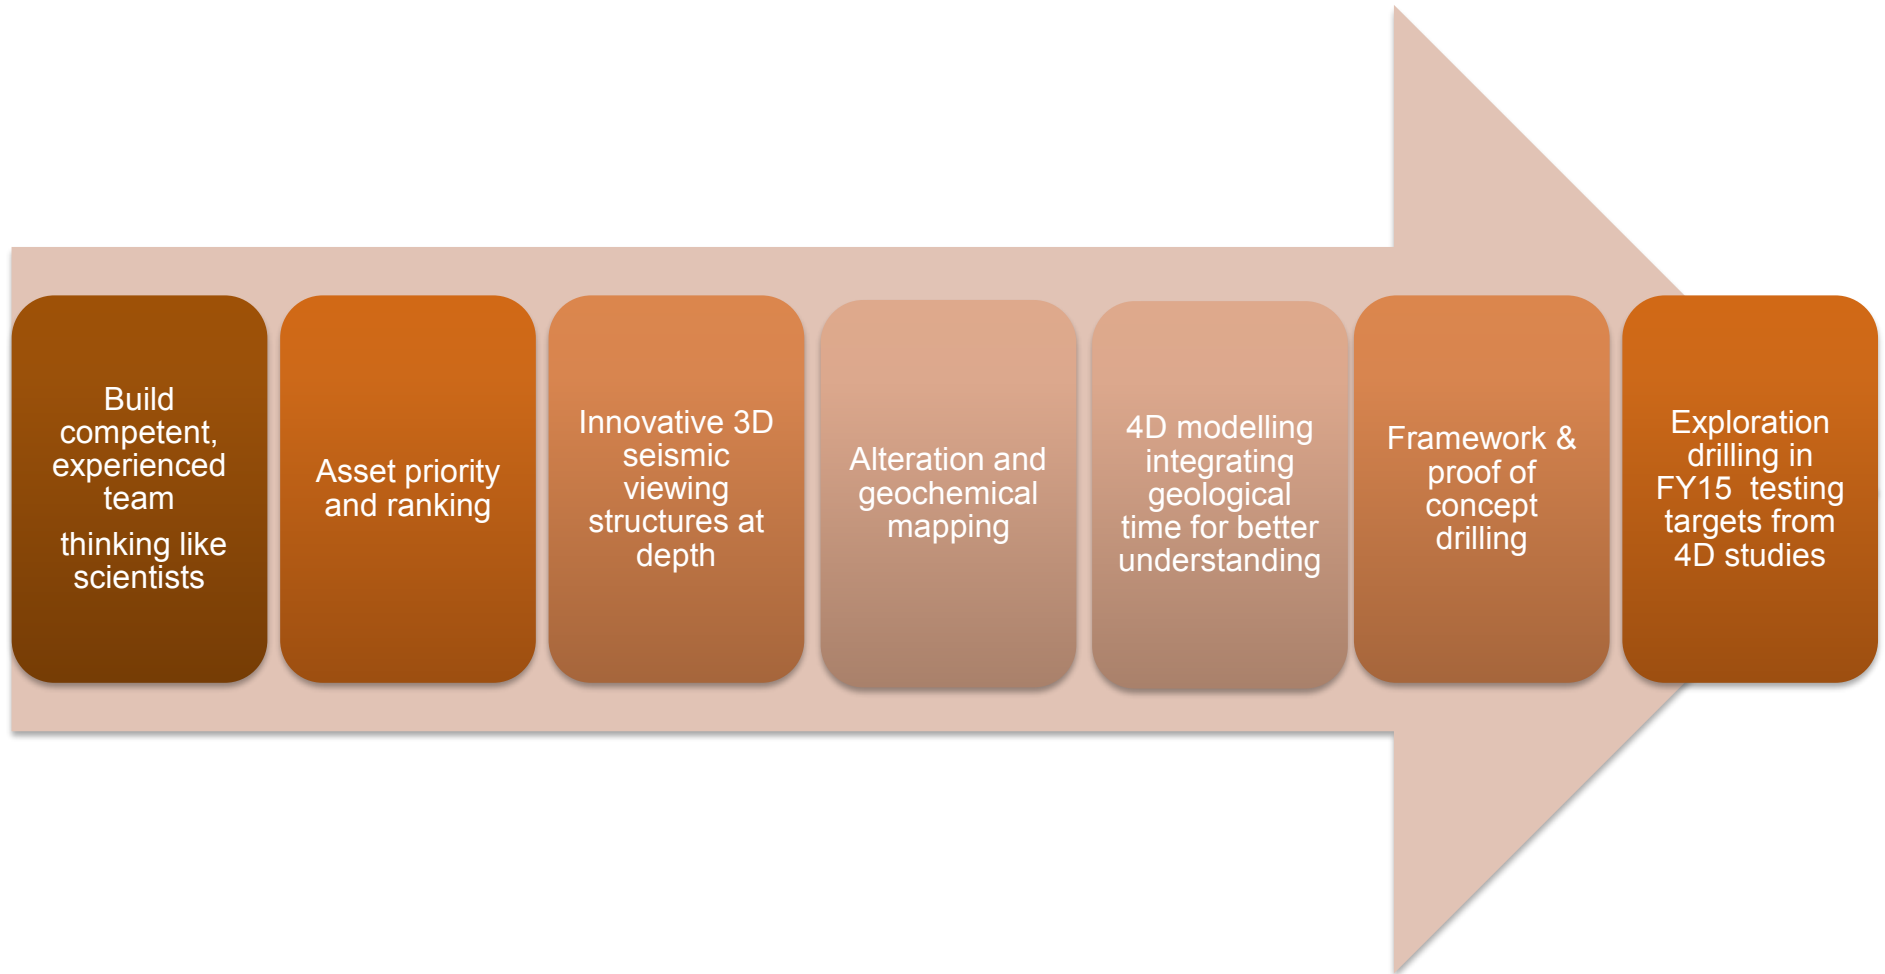 Build
competent,
experienced
team
thinking like
scientists
Asset priority
and ranking
Innovative 3D
seismic
viewing
structures at
depth
Alteration and
geochemical
mapping
4D modelling
integrating
geological
time for better
understanding
Framework &
proof of
concept
drilling
Exploration
drilling in
FY15  testing
targets from
4D studies